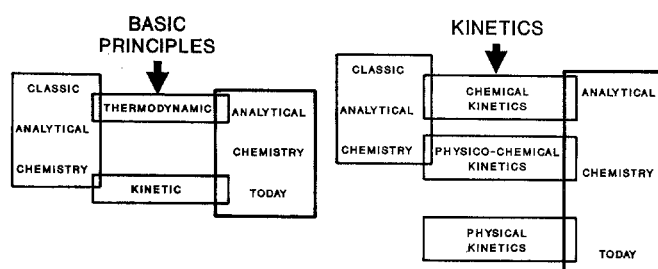 BASIC
PRINCIPLES
CLASSIC
ANALYTICAL
CHEMISTRY
THERMODYNAMIC
KINETIC
ANALYTICAL
CHEMISTRY
TODAY
KINETICS
CLASSIC
ANALYTICAL
CHEMISTRY
CHEMICAL
KINETICS
PHYSICO-CHEMICAL
KINETICS
PHYSICAL
KINETICS
ANALYTICAL
CHEMISTRY
TODAY